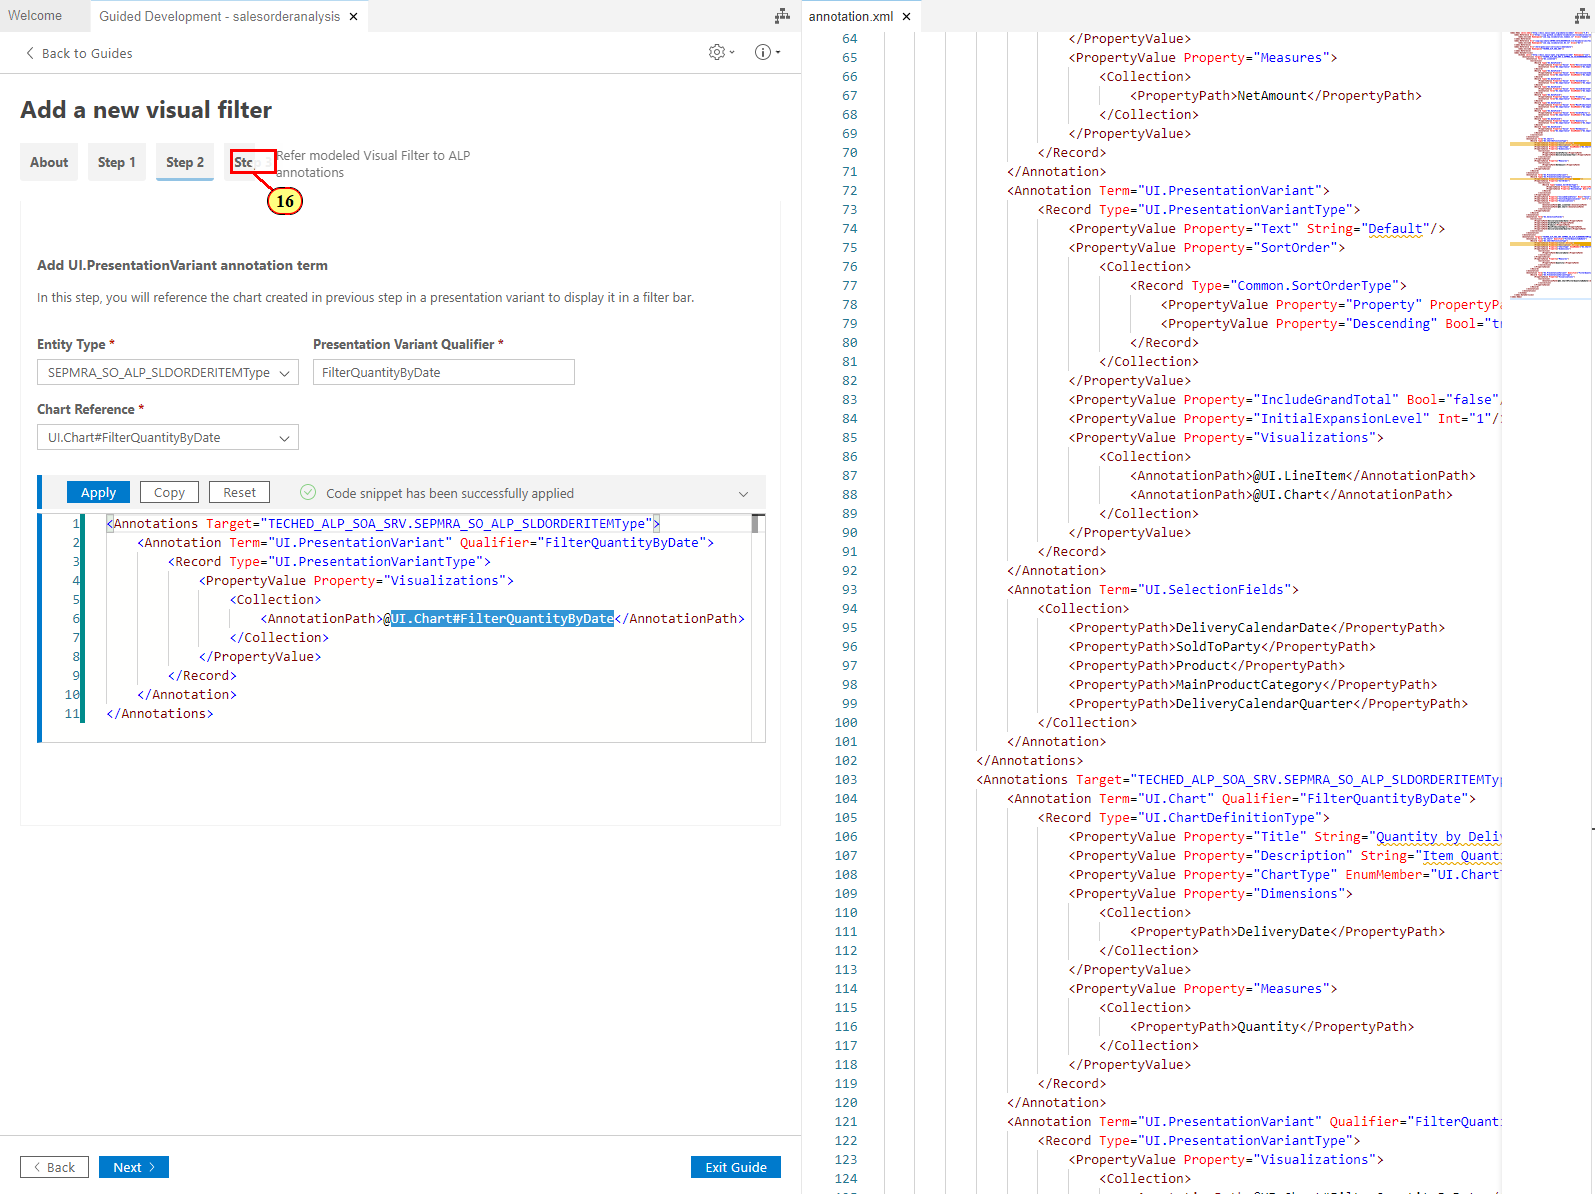 Welcome
Guided Development - salesorderanalysis
annotation.xml
Back to Guides
Add a new visual filter
About
Step 1
Step 2
Refer modeled Visual Filter to ALP
annotations
16
Add UI.PresentationVariant annotation term
In this step, you will reference the chart created in previous step in a presentation variant to display it in a filter bar.
Entity Type *
Presentation Variant Qualifier *
SEPMRA_SO_ALP_SLDORDERITEMType
FilterQuantityByDate
Chart Reference *
UI.Chart#FilterQuantityByDate
Apply
Copy
Reset
Code snippet has been successfully applied
1 <Annotations Target="TECHED_ALP_SOA_SRV.SEPMRA_SO_ALP_SLDORDERITEMType">
2 <Annotation Term="UI.PresentationVariant" Qualifier="FilterQuantityByDate">
3 <Record Type="UI.PresentationVariantType">
4 <PropertyValue Property="Visualizations">
5 <Collection>
6 <AnnotationPath>@UI.Chart#FilterQuantityByDate</AnnotationPath>
7 </Collection>
8 </PropertyValue>
9 </Record>
10 </Annotation>
11 </Annotations>
Back
Next
Exit Guide
64 </PropertyValue>
65 <PropertyValue Property="Measures">
66 <Collection>
67 <PropertyPath>NetAmount</PropertyPath>
68 </Collection>
69 </PropertyValue>
70 </Record>
71 </Annotation>
72 <Annotation Term="UI.PresentationVariant">
73 <Record Type="UI.PresentationVariantType">
74 <PropertyValue Property="Text" String="Default"/>
75 <PropertyValue Property="SortOrder">
76 <Collection>
77 <Record Type="Common.SortOrderType">
78 <PropertyValue Property="Property"
79 <PropertyValue Property="Descending"
80 </Record>
81 </Collection>
82 </PropertyValue>
83 <PropertyValue Property="IncludeGrandTotal" Bool="false"/
84 <PropertyValue Property="InitialExpansionLevel" Int="1"/
85 <PropertyValue Property="Visualizations">
86 <Collection>
87 <AnnotationPath>@UI.LineItem</AnnotationPath>
88 <AnnotationPath>@UI.Chart</AnnotationPath>
89 </Collection>
90 </PropertyValue>
91 </Record>
92 </Annotation>
93 <Annotation Term="UI.SelectionFields">
94 <Collection>
95 <PropertyPath>DeliveryCalendarDate</PropertyPath>
96 <PropertyPath>SoldToParty</PropertyPath>
97 <PropertyPath>Product</PropertyPath>
98 <PropertyPath>MainProductCategory</PropertyPath>
99 <PropertyPath>DeliveryCalendarQuarter</PropertyPath>
100 </Collection>
101 </Annotation>
102 </Annotations>
103 <Annotations Target="TECHED_ALP_SOA_SRV.SEPMRA_SO_ALP_SLDORDERITEMTy
104 <Annotation Term="UI.Chart" Qualifier="FilterQuantityByDate">
105 <Record Type="UI.ChartDefinitionType">
106 <PropertyValue Property="Title" String="Quantity by Deli
107 <PropertyValue Property="Description" String="Item Quant
108 <PropertyValue Property="ChartType" EnumMember="UI.Chart
109 <PropertyValue Property="Dimensions">
110 <Collection>
111 <PropertyPath>DeliveryDate</PropertyPath>
112 </Collection>
113 </PropertyValue>
114 <PropertyValue Property="Measures">
115 <Collection>
116 <PropertyPath>Quantity</PropertyPath>
117 </Collection>
118 </PropertyValue>
119 </Record>
120 </Annotation>
121 <Annotation Term="UI.PresentationVariant" Qualifier="FilterQuant
122 <Record Type="UI.PresentationVariantType">
123 <PropertyValue Property="Visualizations">
124 <Collection>